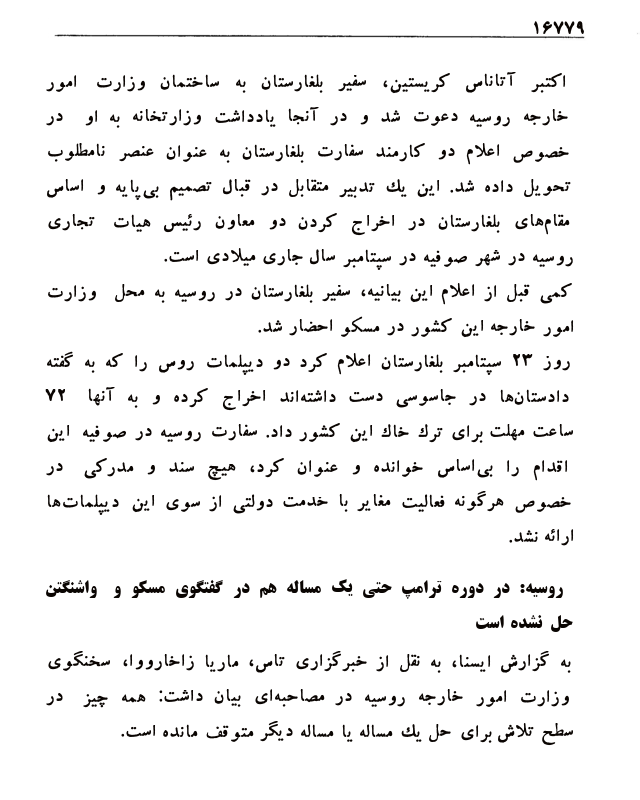 ۱۶۷۷۹
اکتبر آتاناس کریستین، سفیر بلغارستان به ساختمان وزارت امور
خارجه روسیه دعوت شد و در آنجا یادداشت وزارتخانه به او در
خصوص اعلام دو کارمند سفارت بلغارستان به عنوان عنصر نامطلوب
تحویل داده شد. این یك تدبیر متقابل در قبال تصمیم بی‌پایه و اساس
مقام‌های بلغارستان در اخراج کردن دو معاون رئیس هیات تجاری
روسیه در شهر صوفیه در سپتامبر سال جاری میلادی است.
کمی قبل از اعلام این بیانیه، سفیر بلغارستان در روسیه به محل وزارت
امور خارجه این کشور در مسکو احضار شد.
روز ۲۳ سپتامبر بلغارستان اعلام کرد دو دیپلمات روس را که به گفته
دادستان‌ها در جاسوسی دست داشته‌اند اخراج کرده و به آنها ۷۲
ساعت مهلت برای ترك خاك این کشور داد. سفارت روسیه در صوفیه این
اقدام را بی‌اساس خوانده و عنوان کرد، هیچ سند و مدرکی در
خصوص هرگونه فعالیت مغایر با خدمت دولتی از سوی این دیپلمات‌ها
ارائه نشد.
روسیه: در دوره ترامپ حتی یک مساله هم در گفتگوی مسکو و واشنگتن
حل نشده است
به گزارش ایسنا، به نقل از خبرگزاری تاس، ماریا زاخارووا، سخنگوی
وزارت امور خارجه روسیه در مصاحبه‌ای بیان داشت: همه چیز در
سطح تلاش برای حل یك مساله یا مساله دیگر متوقف مانده است.